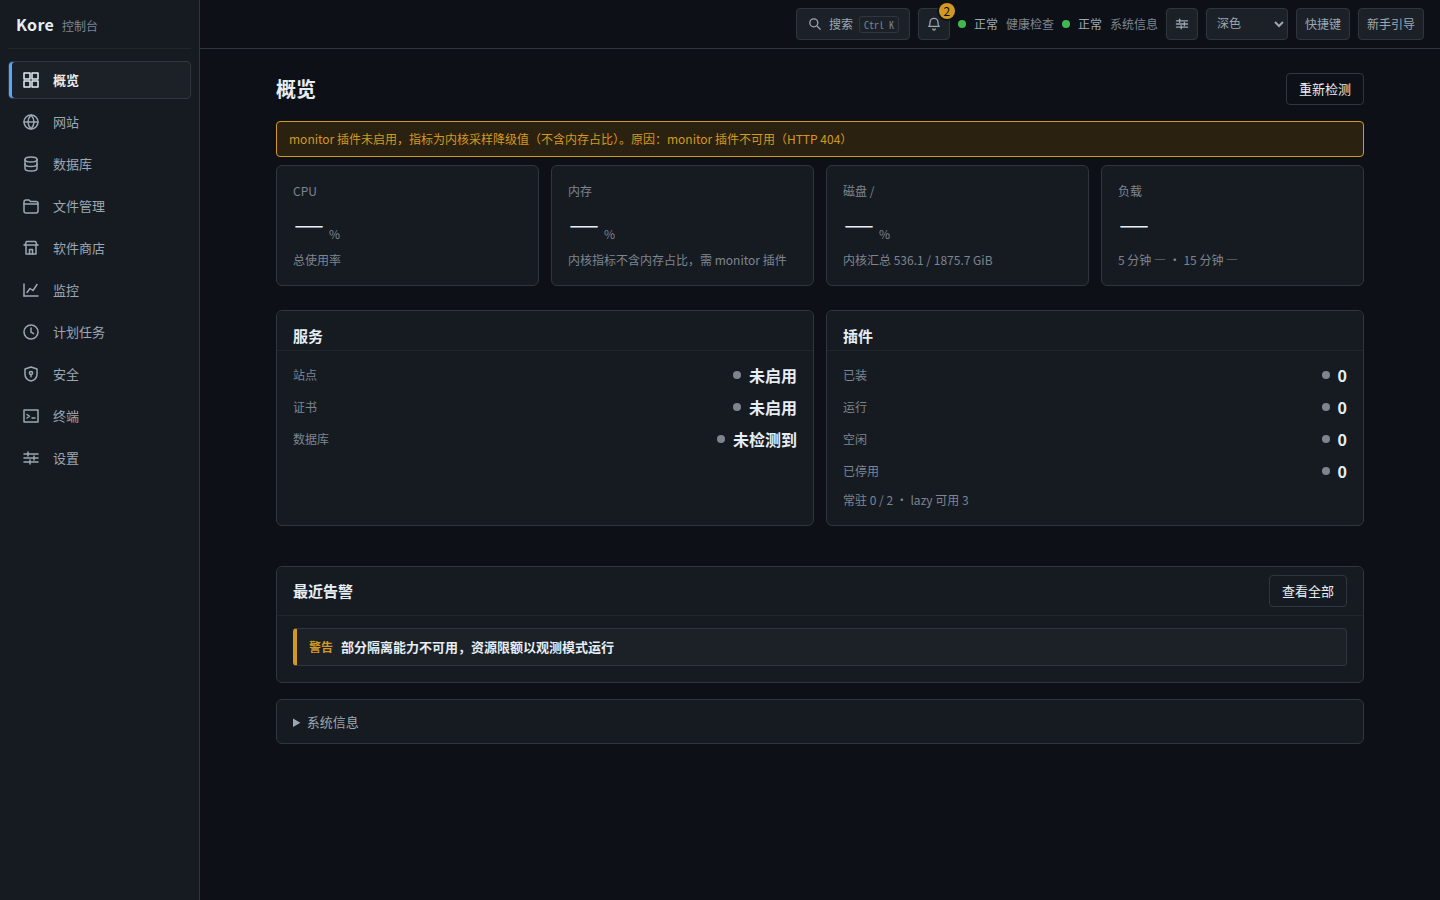 Kore 控制台
搜索 Ctrl K
2
正常 健康检查
正常 系统信息
深色
快捷键
新手引导
概览
网站
数据库
文件管理
软件商店
监控
计划任务
安全
终端
设置
概览
重新检测
monitor 插件未启用，指标为内核采样降级值（不含内存占比）。原因：monitor 插件不可用（HTTP 404）
CPU
— %
总使用率
内存
— %
内核指标不含内存占比，需 monitor 插件
磁盘 /
— %
内核汇总 536.1 / 1875.7 GiB
负载
—
5 分钟 — · 15 分钟 —
服务
站点 未启用
证书 未启用
数据库 未检测到
插件
已装 0
运行 0
空闲 0
已停用 0
常驻 0 / 2 · lazy 可用 3
最近告警
查看全部
警告 部分隔离能力不可用，资源限额以观测模式运行
系统信息